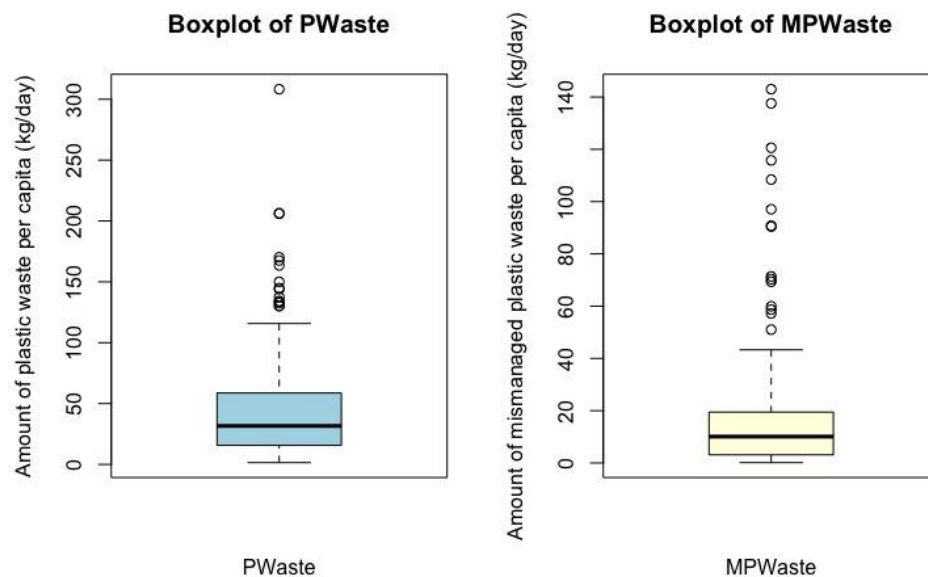 Boxplot of PWaste
Amount of plastic waste per capita (kg/day)
300
250
200
150
100
50
0
PWaste
Boxplot of MPWaste
Amount of mismanaged plastic waste per capita (kg/day)
140
100
80
60
40
20
0
MPWaste